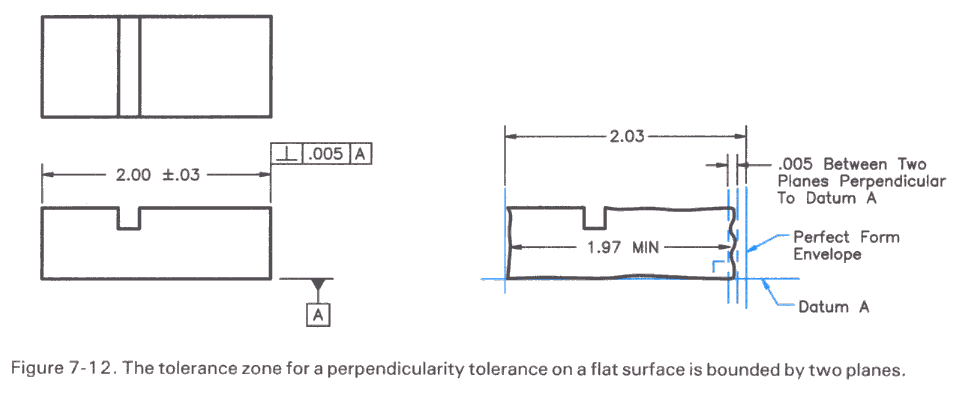 ⊥ .005 A
2.00 ±.03
A
2.03
.005 Between Two
Planes Perpendicular
To Datum A
1.97 MIN
Perfect Form
Envelope
Datum A
Figure 7-12. The tolerance zone for a perpendicularity tolerance on a flat surface is bounded by two planes.